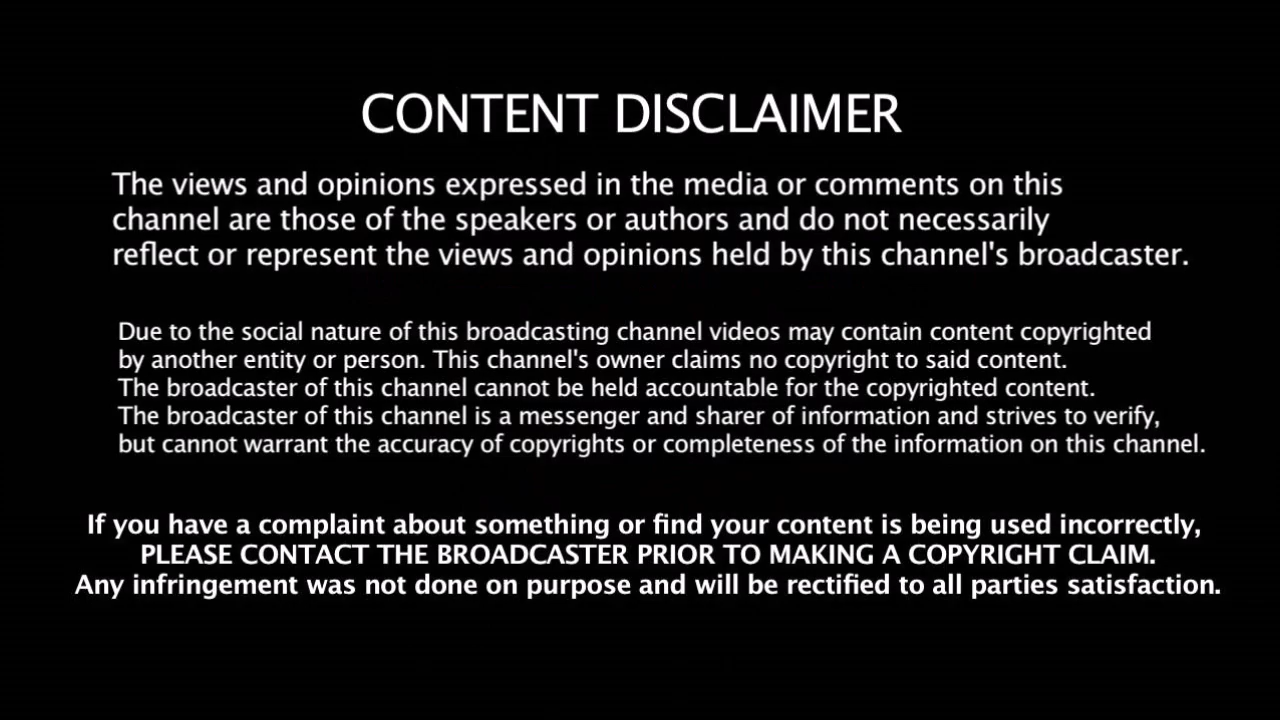 CONTENT DISCLAIMER
The views and opinions expressed in the media or comments on this
channel are those of the speakers or authors and do not necessarily
reflect or represent the views and opinions held by this channel's broadcaster.
Due to the social nature of this broadcasting channel videos may contain content copyrighted
by another entity or person. This channel's owner claims no copyright to said content.
The broadcaster of this channel cannot be held accountable for the copyrighted content.
The broadcaster of this channel is a messenger and sharer of information and strives to verify,
but cannot warrant the accuracy of copyrights or completeness of the information on this channel.
If you have a complaint about something or find your content is being used incorrectly,
PLEASE CONTACT THE BROADCASTER PRIOR TO MAKING A COPYRIGHT CLAIM.
Any infringement was not done on purpose and will be rectified to all parties satisfaction.